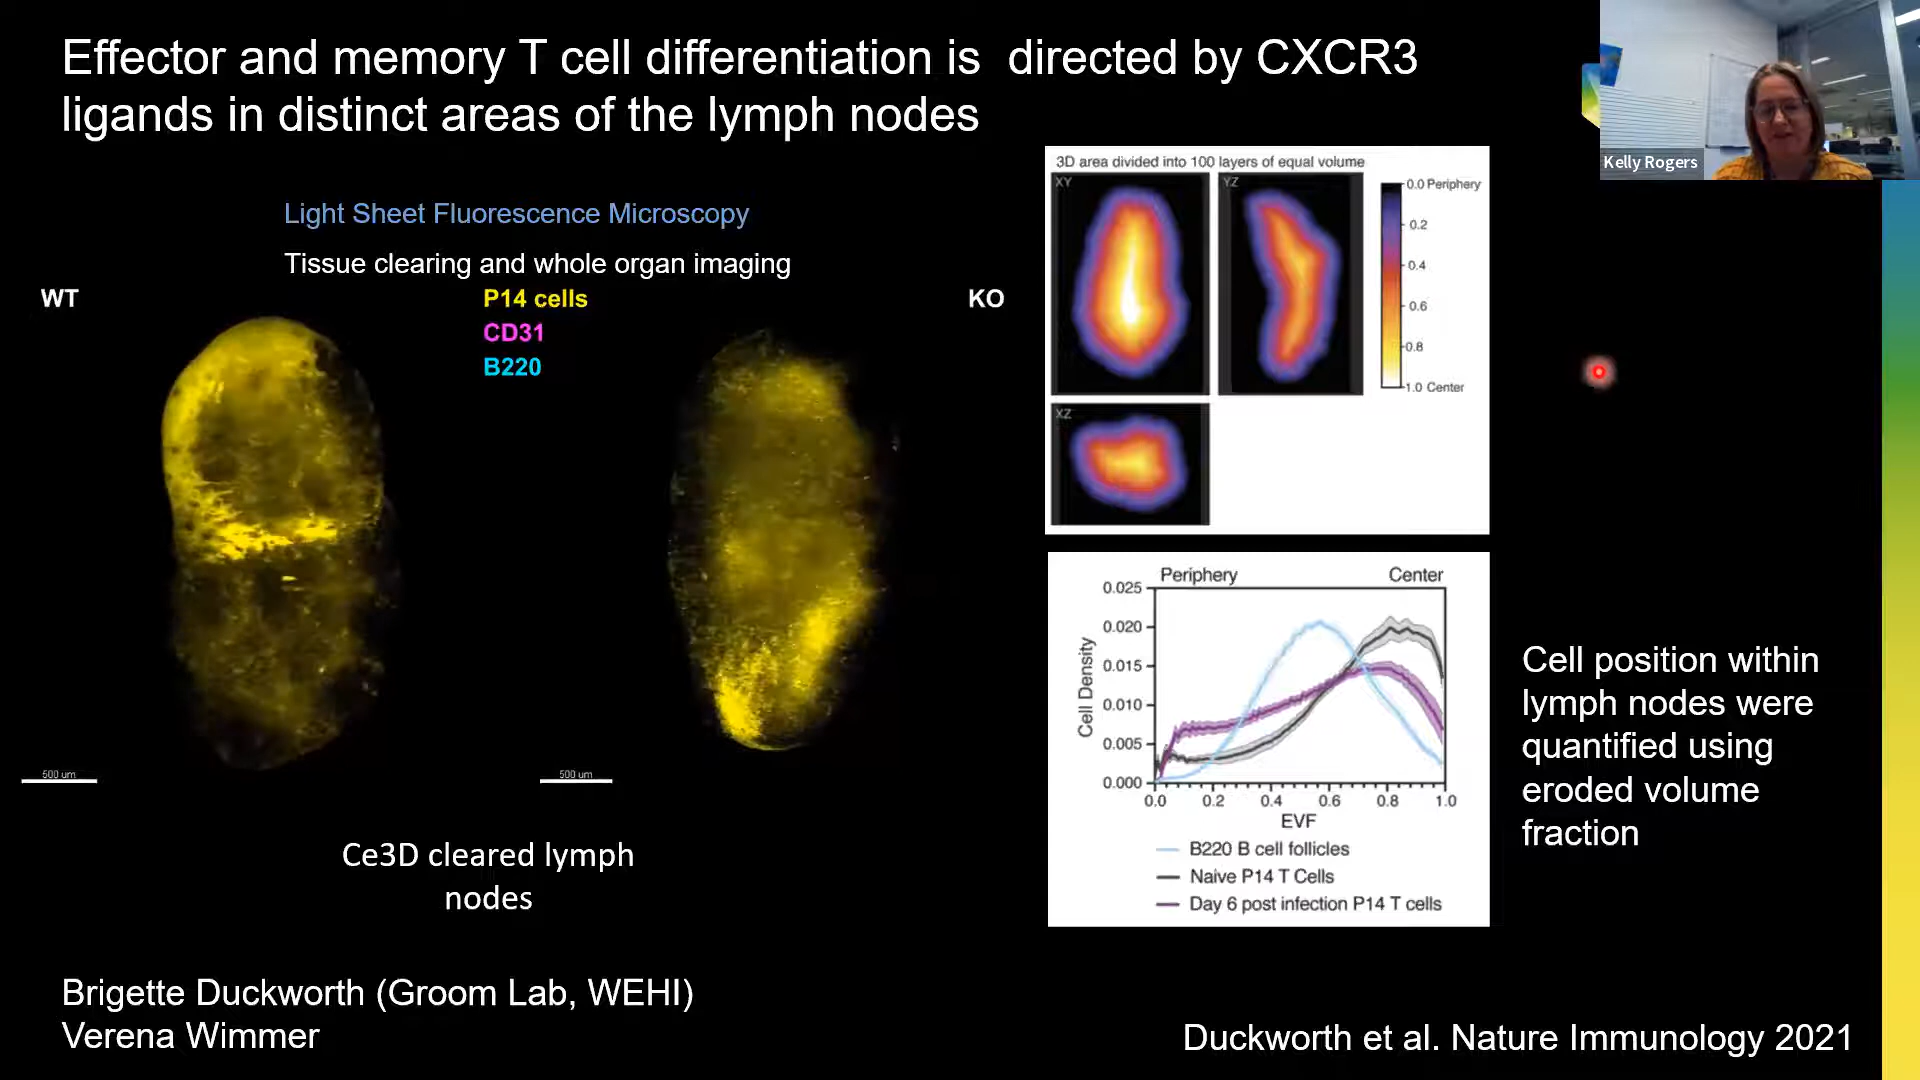 Effector and memory T cell differentiation is  directed by CXCR3
ligands in distinct areas of the lymph nodes
Kelly Rogers
Light Sheet Fluorescence Microscopy
Tissue clearing and whole organ imaging
WT
P14 cells
CD31
B220
KO
500 um
500 um
Ce3D cleared lymph
nodes
3D area divided into 100 layers of equal volume
XY
YZ
XZ
0.0 Periphery
0.2
0.4
0.6
0.8
1.0 Center
Periphery
Center
Cell Density
0.025
0.020
0.015
0.010
0.005
0.000
0.0 0.2 0.4 0.6 0.8 1.0
EVF
B220 B cell follicles
Naive P14 T Cells
Day 6 post infection P14 T cells
Cell position within
lymph nodes were
quantified using
eroded volume
fraction
Brigette Duckworth (Groom Lab, WEHI)
Verena Wimmer
Duckworth et al. Nature Immunology 2021